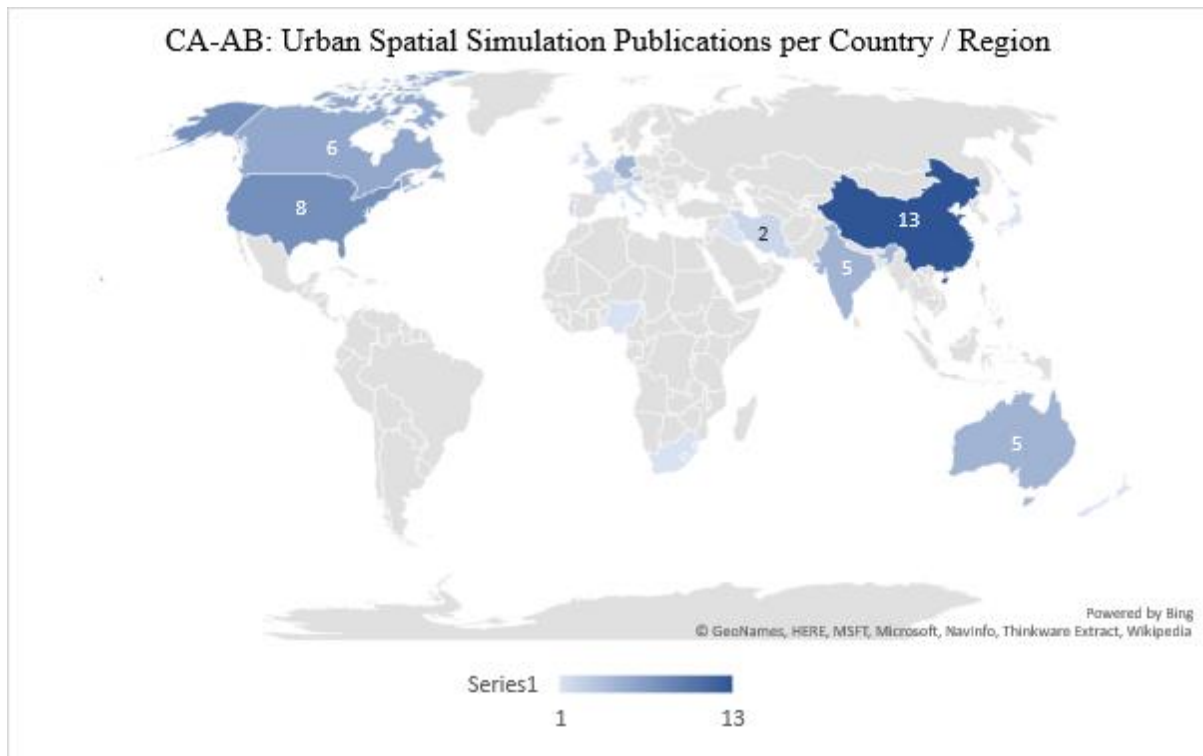 CA-AB: Urban Spatial Simulation Publications per Country / Region
6
8
13
2
5
5
Powered by Bing
© GeoNames, HERE, MSFT, Microsoft, NavInfo, Thinkware Extract, Wikipedia
Series1
1 13